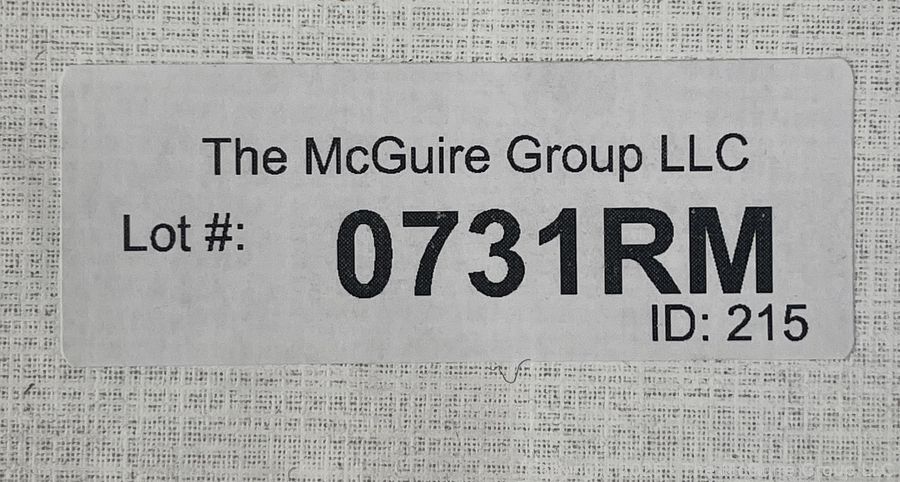 The McGuire Group LLC
Lot #: 0731RM
ID: 215